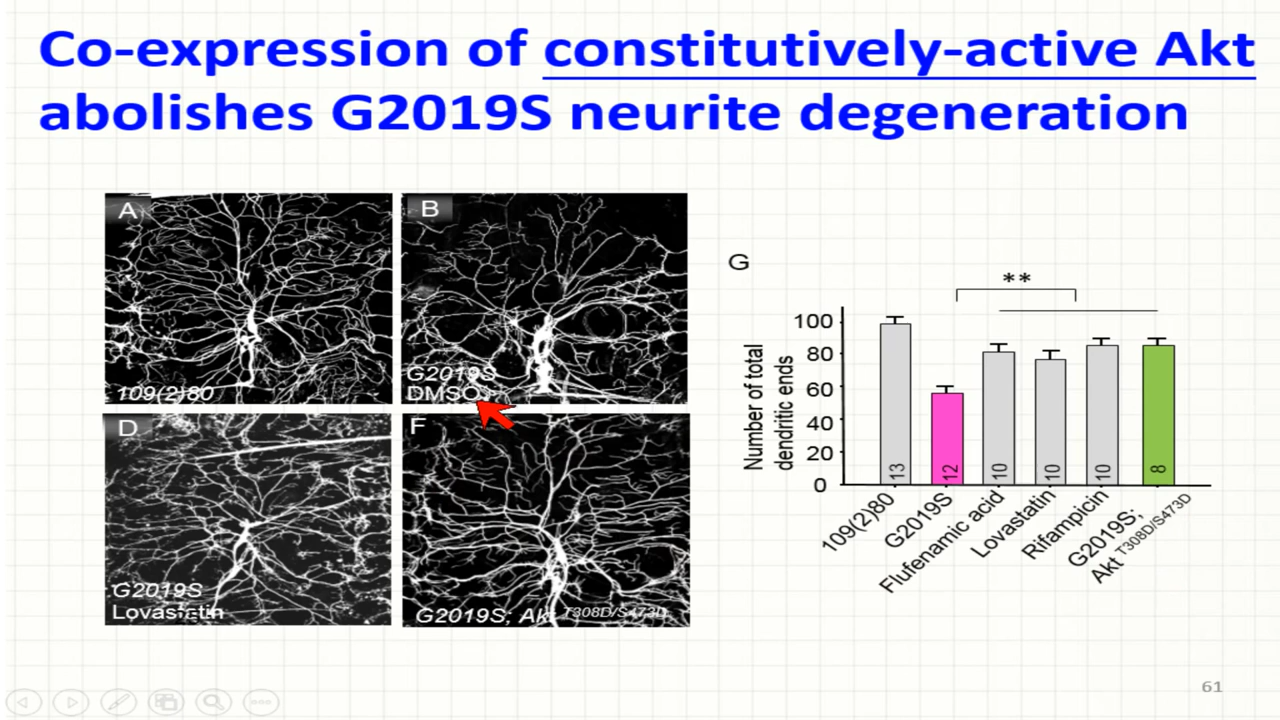 Co-expression of constitutively-active Akt
abolishes G2019S neurite degeneration
A
109(2)80
B
G2019S
DMSO
D
G2019S
Lovastatin
F
G2019S; Akt T308D/S473D
G
**
Number of total
dendritic ends
100
80
60
40
20
0
13
12
10
10
10
8
109(2)80
G2019S
Flufenamic acid
Lovastatin
Rifampicin
G2019S;
Akt T308D/S473D
61